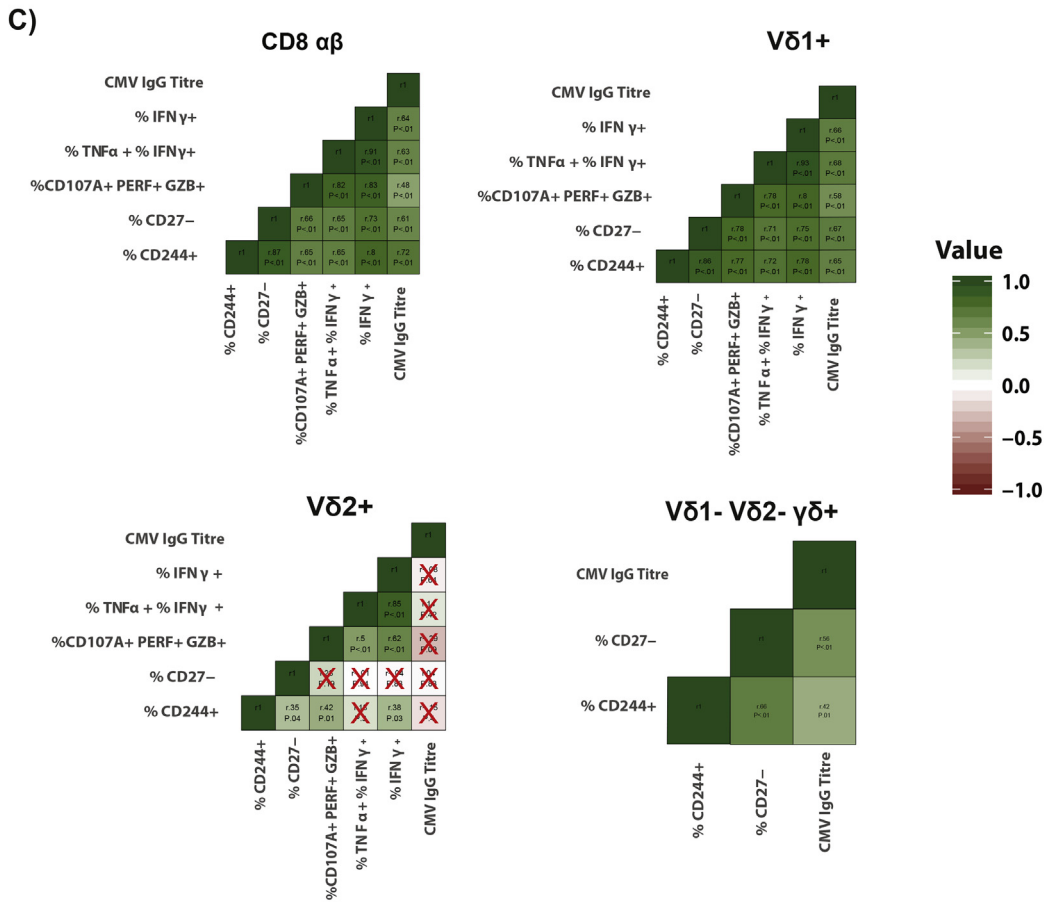 C)
CD8 αβ
CMV IgG Titre
r1
% IFN γ+
r1
r.64
P<.01
% TNFα + % IFNγ+
r1
r.91
P<.01
r.63
P<.01
%CD107A+ PERF+ GZB+
r1
r.82
P<.01
r.83
P<.01
r.48
P<.01
% CD27−
r1
r.66
P<.01
r.65
P<.01
r.73
P<.01
r.61
P<.01
% CD244+
r1
r.87
P<.01
r.65
P<.01
r.65
P<.01
r.8
P<.01
r.72
P<.01
% CD244+
% CD27−
%CD107A+ PERF+ GZB+
% TNF α+ % IFN γ +
% IFN γ +
CMV IgG Titre
Vδ1+
CMV IgG Titre
r1
% IFN γ+
r1
r.66
P<.01
% TNFα + % IFN γ+
r1
r.93
P<.01
r.68
P<.01
%CD107A+ PERF+ GZB+
r1
r.78
P<.01
r.8
P<.01
r.58
P<.01
% CD27−
r1
r.78
P<.01
r.71
P<.01
r.75
P<.01
r.67
P<.01
% CD244+
r1
r.86
P<.01
r.77
P<.01
r.72
P<.01
r.78
P<.01
r.65
P<.01
% CD244+
% CD27−
%CD107A+ PERF+ GZB+
% TNF α+ % IFN γ +
% IFN γ +
CMV IgG Titre
Value
1.0
0.5
0.0
−0.5
−1.0
Vδ2+
CMV IgG Titre
r1
% IFN γ +
r1
% TNFα + % IFNγ +
r1
r.85
P<.01
%CD107A+ PERF+ GZB+
r1
r.5
P<.01
r.62
P<.01
% CD27−
r1
% CD244+
r1
r.35
P.04
r.42
P.01
r.38
P.03
% CD244+
% CD27−
%CD107A+ PERF+ GZB+
% TNF α+ % IFN γ +
% IFN γ +
CMV IgG Titre
Vδ1- Vδ2- γδ+
CMV IgG Titre
r1
% CD27−
r1
r.56
P<.01
% CD244+
r1
r.66
P<.01
r.42
P.01
% CD244+
% CD27−
CMV IgG Titre